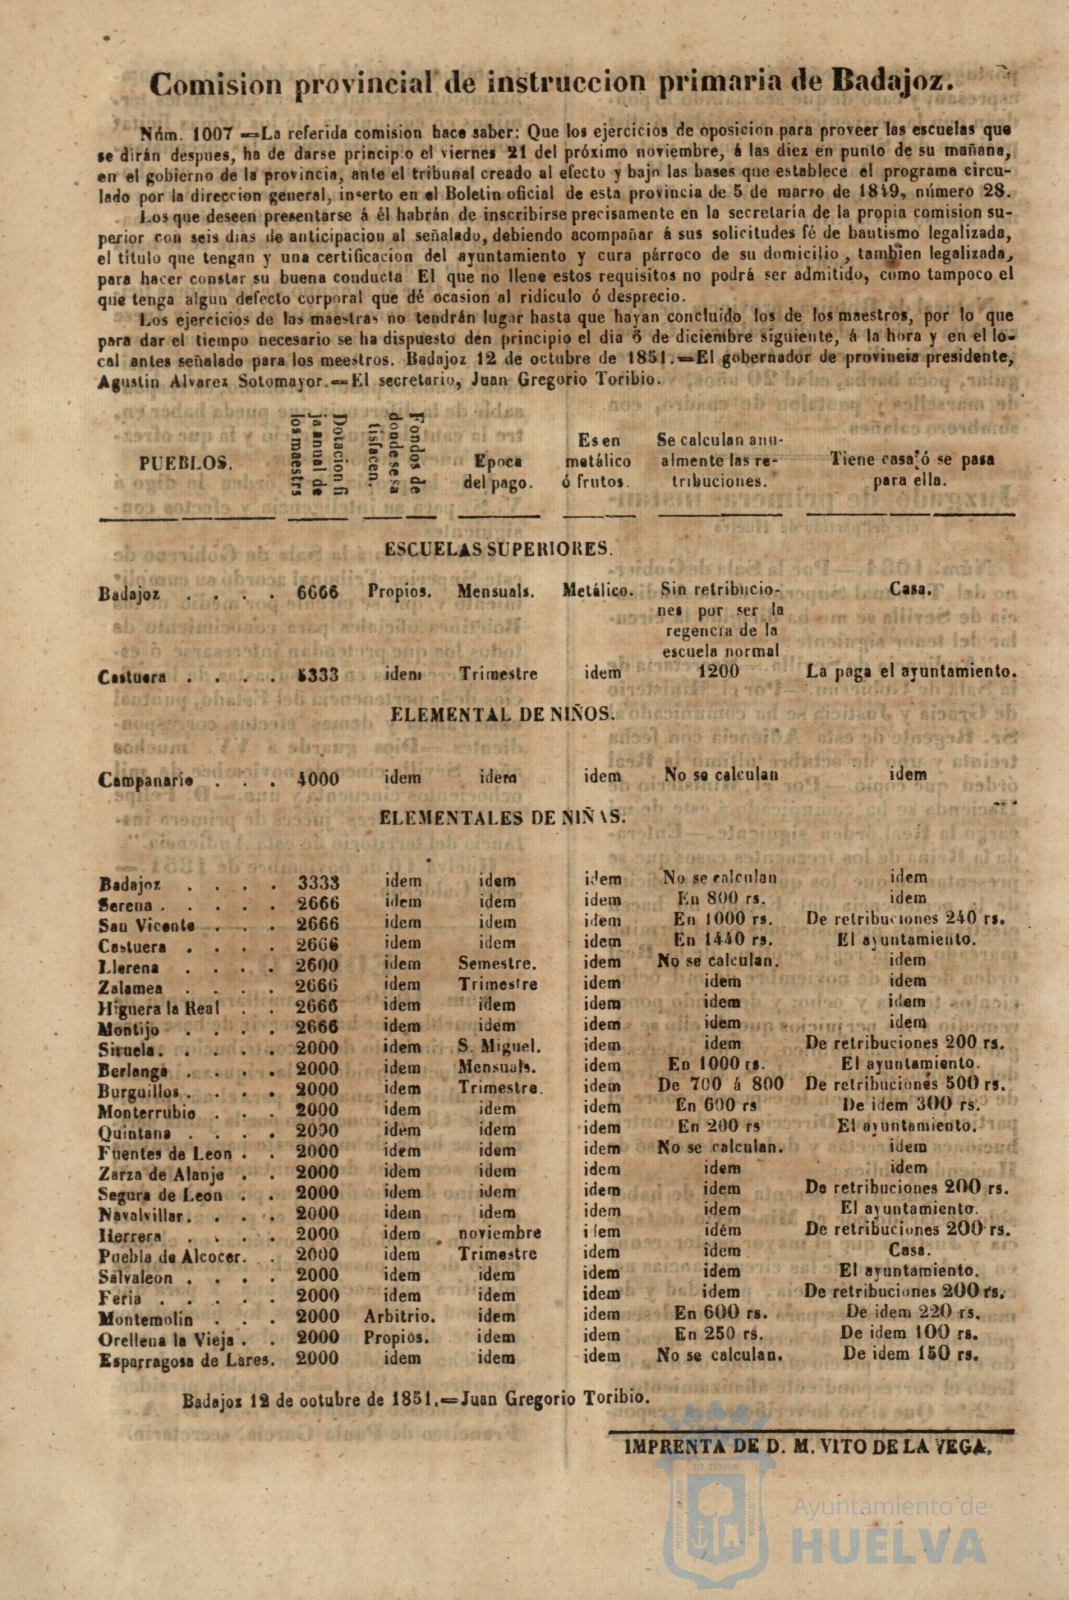 Comision provincial de instruccion primaria de Badajoz.
Núm. 1007 =La referida comision hace saber: Que los ejercicios de oposicion para proveer las escuelas que
se dirán despues, ha de darse principio el viernes 21 del próximo noviembre, á las diez en punto de su mañana,
en el gobierno de la provincia, ante el tribunal creado al efecto y bajo las bases que establece el programa circu-
lado por la direccion general, inserto en el Boletin oficial de esta provincia de 5 de marzo de 1849, número 28.
Los que deseen presentarse á él habrán de inscribirse precisamente en la secretaría de la propia comision su-
perior con seis dias de anticipacion al señalado, debiendo acompañar á sus solicitudes fé de bautismo legalizada,
el título que tengan y una certificacion del ayuntamiento y cura párroco de su domicilio, tambien legalizada,
para hacer constar su buena conducta El que no llene estos requisitos no podrá ser admitido, como tampoco el
que tenga algun defecto corporal que dé ocasion al ridículo ó desprecio.
Los ejercicios de las maestras no tendrán lugar hasta que hayan concluido los de los maestros, por lo que
para dar el tiempo necesario se ha dispuesto den principio el dia 6 de diciembre siguiente, á la hora y en el lo-
cal antes señalado para los meestros. Badajoz 12 de octubre de 1851.=El gobernador de provincia presidente,
Agustin Alvarez Sotomayor.=El secretario, Juan Gregorio Toribio.
PUEBLOS. Dotacion fi ja anual de los maestrs Fondos de donde se sa tisfacen. Epoca del pago. Es en metálico ó frutos. Se calculan anu- almente las re- tribuciones. Tiene casa ó se pasa para ella.
ESCUELAS SUPERIORES.
Badajoz . . . . 6666 Propios. Mensuals. Metálico. Sin retribucio- Casa.
nes por ser la
regencia de la
escuela normal
Castuera . . . . 5333 idem Trimestre idem 1200 La paga el ayuntamiento.
ELEMENTAL DE NIÑOS.
Campanario . . . 4000 idem idem idem No se calculan idem
ELEMENTALES DE NIÑAS.
Badajoz . . . . 3333 idem idem idem No se calculan idem
Serena . . . . . 2666 idem idem idem En 800 rs. idem
San Vicente . . . 2666 idem idem idem En 1000 rs. De retribuciones 240 rs.
Castuera . . . . 2666 idem idem idem En 1440 rs. El ayuntamiento.
Llerena . . . . 2600 idem Semestre. idem No se calculan. idem
Zalamea . . . . 2666 idem Trimestre idem idem idem
Higuera la Real . . 2666 idem idem idem idem idem
Montijo . . . . 2666 idem idem idem idem idem
Siruela. . . . . 2000 idem S. Miguel. idem idem De retribuciones 200 rs.
Berlanga . . . . 2000 idem Mensuals. idem En 1000 rs. El ayuntamiento.
Burguillos . . . . 2000 idem Trimestre. idem De 700 á 800 De retribuciones 500 rs.
Monterrubio . . . 2000 idem idem idem En 600 rs De idem 300 rs.
Quintana . . . . 2000 idem idem idem En 200 rs El ayuntamiento.
Fuentes de Leon . . 2000 idem idem idem No se calculan. idem
Zarza de Alanje . . 2000 idem idem idem idem idem
Segura de Leon . . 2000 idem idem idem idem De retribuciones 200 rs.
Navalvillar. . . . 2000 idem idem idem idem El ayuntamiento.
Herrera . . . . 2000 idem noviembre idem idém De retribuciones 200 rs.
Puebla de Alcocer. . 2000 idem Trimestre idem idem Casa.
Salvaleon . . . . 2000 idem idem idem idem El ayuntamiento.
Feria . . . . . 2000 idem idem idem idem De retribuciones 200 rs.
Montemolin . . . 2000 Arbitrio. idem idem En 600 rs. De idem 220 rs.
Orellena la Vieja . . 2000 Propios. idem idem En 250 rs. De idem 100 rs.
Esparragosa de Lares. 2000 idem idem idem No se calculan. De idem 150 rs.
Badajoz 12 de octubre de 1851.=Juan Gregorio Toribio.
IMPRENTA DE D. M. VITO DE LA VEGA.
PORTUS MARIS ET TERRÆ CUSTODIA
Ayuntamiento de
HUELVA